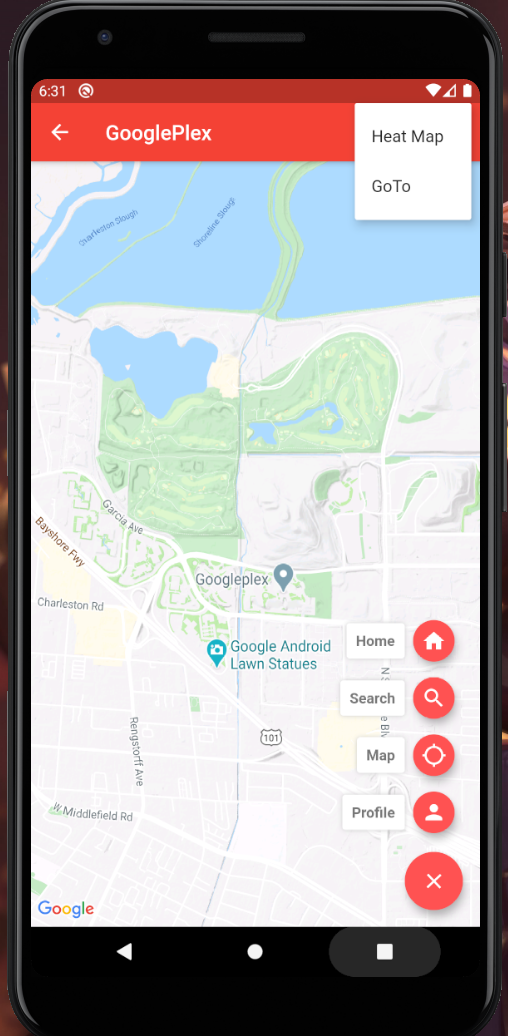 6:31
GooglePlex
Heat Map
GoTo
Charleston Slough
Shoreline Slough
Garcia Ave
Bayshore Fwy
Googleplex
Charleston Rd
Google Android
Lawn Statues
Home
Search
101
Map
Rengstorff Ave
Profile
W Middlefield Rd
Google